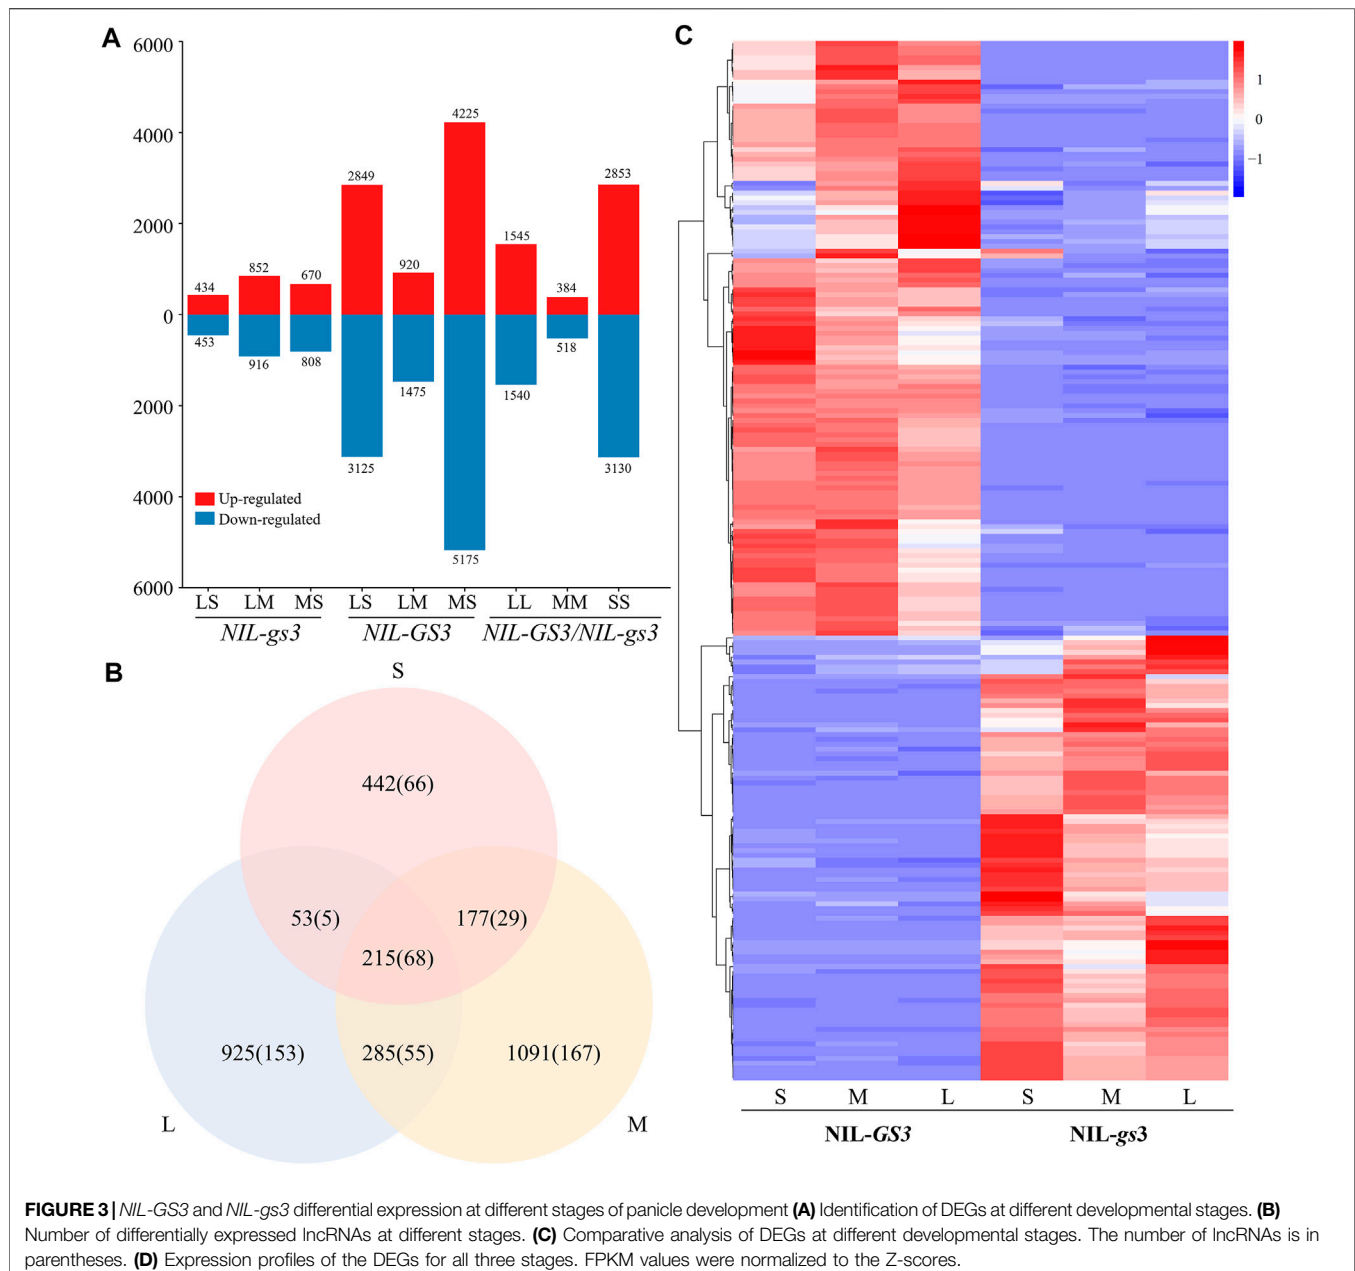 A
6000
4000
2000
0
2000
4000
6000
434
852
670
2849
920
4225
1545
384
2853
453
916
808
3125
1475
5175
1540
518
3130
Up-regulated
Down-regulated
LS LM MS LS LM MS LL MM SS
NIL-gs3 NIL-GS3 NIL-GS3/NIL-gs3
B
S
442(66)
53(5)
177(29)
215(68)
925(153)
285(55)
1091(167)
L
M
C
1
0
−1
S M L S M L
NIL-GS3 NIL-gs3
FIGURE 3 | NIL-GS3 and NIL-gs3 differential expression at different stages of panicle development (A) Identification of DEGs at different developmental stages. (B)
Number of differentially expressed lncRNAs at different stages. (C) Comparative analysis of DEGs at different developmental stages. The number of lncRNAs is in
parentheses. (D) Expression profiles of the DEGs for all three stages. FPKM values were normalized to the Z-scores.